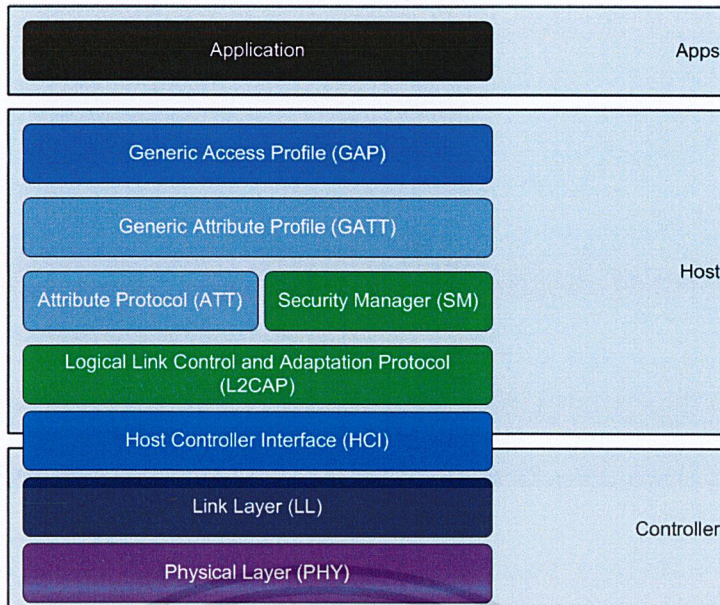 Application
Apps
Generic Access Profile (GAP)
Generic Attribute Profile (GATT)
Host
Attribute Protocol (ATT)
Security Manager (SM)
Logical Link Control and Adaptation Protocol
(L2CAP)
Host Controller Interface (HCI)
Link Layer (LL)
Controller
Physical Layer (PHY)